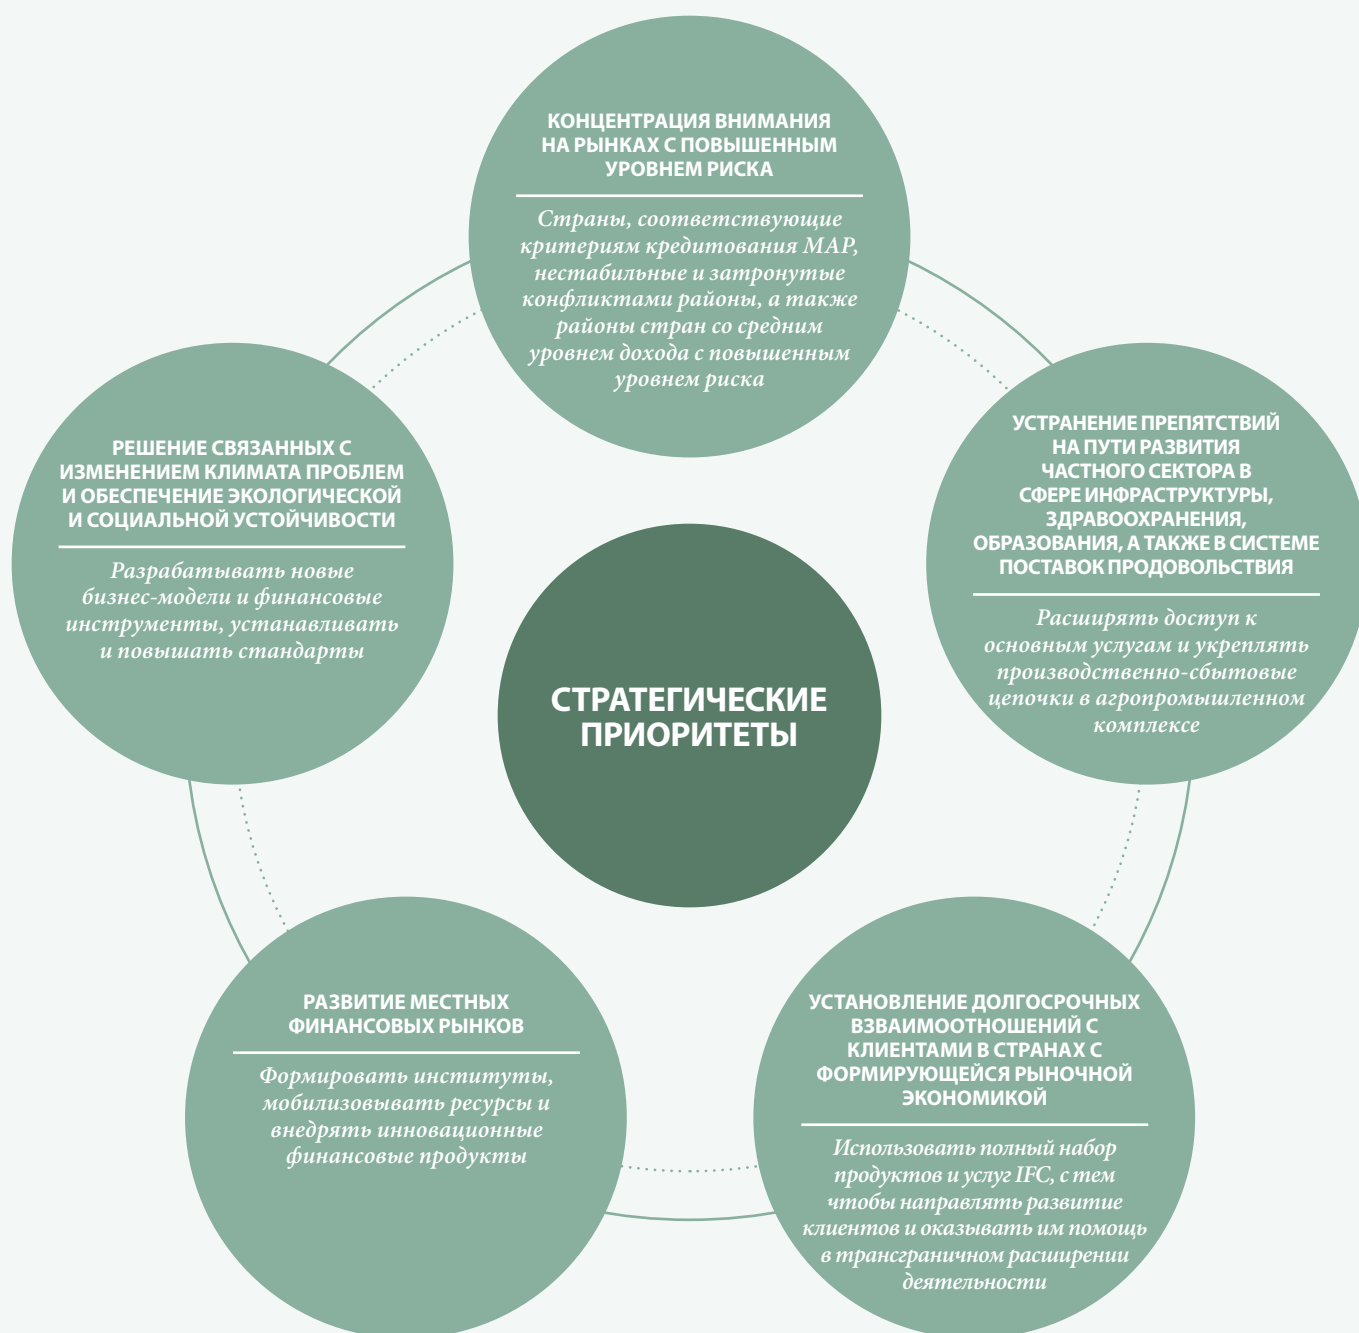 КОНЦЕНТРАЦИЯ ВНИМАНИЯ
НА РЫНКАХ С ПОВЫШЕННЫМ
УРОВНЕМ РИСКА
Страны, соответствующие
критериям кредитования МАР,
нестабильные и затронутые
конфликтами районы, а также
районы стран со средним
уровнем дохода с повышенным
уровнем риска
УСТРАНЕНИЕ ПРЕПЯТСТВИЙ
НА ПУТИ РАЗВИТИЯ
ЧАСТНОГО СЕКТОРА В
СФЕРЕ ИНФРАСТРУКТУРЫ,
ЗДРАВООХРАНЕНИЯ,
ОБРАЗОВАНИЯ, А ТАКЖЕ В СИСТЕМЕ
ПОСТАВОК ПРОДОВОЛЬСТВИЯ
Расширять доступ к
основным услугам и укреплять
производственно-сбытовые
цепочки в агропромышленном
комплексе
УСТАНОВЛЕНИЕ ДОЛГОСРОЧНЫХ
ВЗВАИМООТНОШЕНИЙ С
КЛИЕНТАМИ В СТРАНАХ С
ФОРМИРУЮЩЕЙСЯ РЫНОЧНОЙ
ЭКОНОМИКОЙ
Использовать полный набор
продуктов и услуг IFC, с тем
чтобы направлять развитие
клиентов и оказывать им помощь
в трансграничном расширении
деятельности
РАЗВИТИЕ МЕСТНЫХ
ФИНАНСОВЫХ РЫНКОВ
Формировать институты,
мобилизовывать ресурсы и
внедрять инновационные
финансовые продукты
РЕШЕНИЕ СВЯЗАННЫХ С
ИЗМЕНЕНИЕМ КЛИМАТА ПРОБЛЕМ
И ОБЕСПЕЧЕНИЕ ЭКОЛОГИЧЕСКОЙ
И СОЦИАЛЬНОЙ УСТОЙЧИВОСТИ
Разрабатывать новые
бизнес-модели и финансовые
инструменты, устанавливать
и повышать стандарты
СТРАТЕГИЧЕСКИЕ
ПРИОРИТЕТЫ